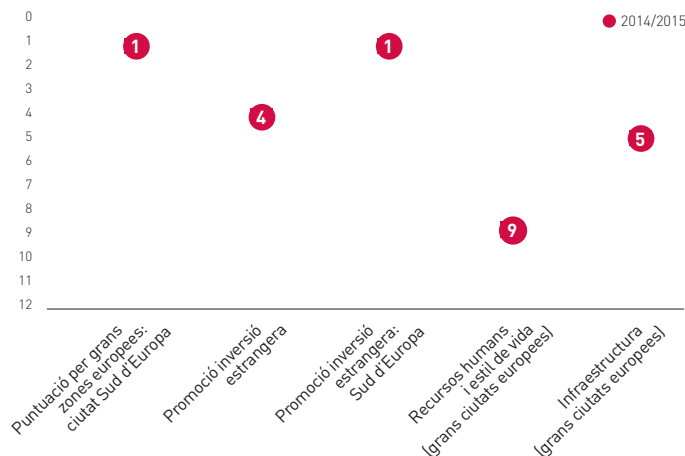 0
1
2
3
4
5
6
7
8
9
10
11
12
2014/2015
1
4
1
9
5
Puntuació per grans
zones europees:
ciutat Sud d'Europa
Promoció inversió
estrangera
Promoció inversió
estrangera:
Sud d'Europa
Recursos humans
i estil de vida
(grans ciutats europees)
Infraestructura
(grans ciutats europees)